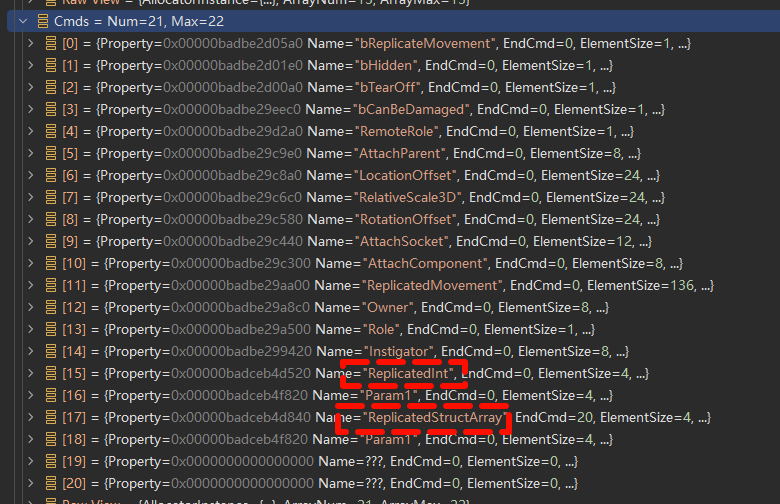 Raw View = {AllocatorInstance={...}, ArrayNum=15, ArrayMax=15}
Cmds = Num=21, Max=22
[0] = {Property=0x00000badbe2d05a0 Name="bReplicateMovement", EndCmd=0, ElementSize=1, ...}
[1] = {Property=0x00000badbe2d01e0 Name="bHidden", EndCmd=0, ElementSize=1, ...}
[2] = {Property=0x00000badbe2d00a0 Name="bTearOff", EndCmd=0, ElementSize=1, ...}
[3] = {Property=0x00000badbe29eec0 Name="bCanBeDamaged", EndCmd=0, ElementSize=1, ...}
[4] = {Property=0x00000badbe29d2a0 Name="RemoteRole", EndCmd=0, ElementSize=1, ...}
[5] = {Property=0x00000badbe29c9e0 Name="AttachParent", EndCmd=0, ElementSize=8, ...}
[6] = {Property=0x00000badbe29c8a0 Name="LocationOffset", EndCmd=0, ElementSize=24, ...}
[7] = {Property=0x00000badbe29c6c0 Name="RelativeScale3D", EndCmd=0, ElementSize=24, ...}
[8] = {Property=0x00000badbe29c580 Name="RotationOffset", EndCmd=0, ElementSize=24, ...}
[9] = {Property=0x00000badbe29c440 Name="AttachSocket", EndCmd=0, ElementSize=12, ...}
[10] = {Property=0x00000badbe29c300 Name="AttachComponent", EndCmd=0, ElementSize=8, ...}
[11] = {Property=0x00000badbe29aa00 Name="ReplicatedMovement", EndCmd=0, ElementSize=136, ...}
[12] = {Property=0x00000badbe29a8c0 Name="Owner", EndCmd=0, ElementSize=8, ...}
[13] = {Property=0x00000badbe29a500 Name="Role", EndCmd=0, ElementSize=1, ...}
[14] = {Property=0x00000badbe299420 Name="Instigator", EndCmd=0, ElementSize=8, ...}
[15] = {Property=0x00000badceb4d520 Name="ReplicatedInt", EndCmd=0, ElementSize=4, ...}
[16] = {Property=0x00000badceb4f820 Name="Param1", EndCmd=0, ElementSize=4, ...}
[17] = {Property=0x00000badceb4d840 Name="ReplicatedStructArray" EndCmd=20, ElementSize=4, ...}
[18] = {Property=0x00000badceb4f820 Name="Param1", EndCmd=0, ElementSize=4, ...}
[19] = {Property=0x0000000000000000 Name=???, EndCmd=0, ElementSize=0, ...}
[20] = {Property=0x0000000000000000 Name=???, EndCmd=0, ElementSize=0, ...}